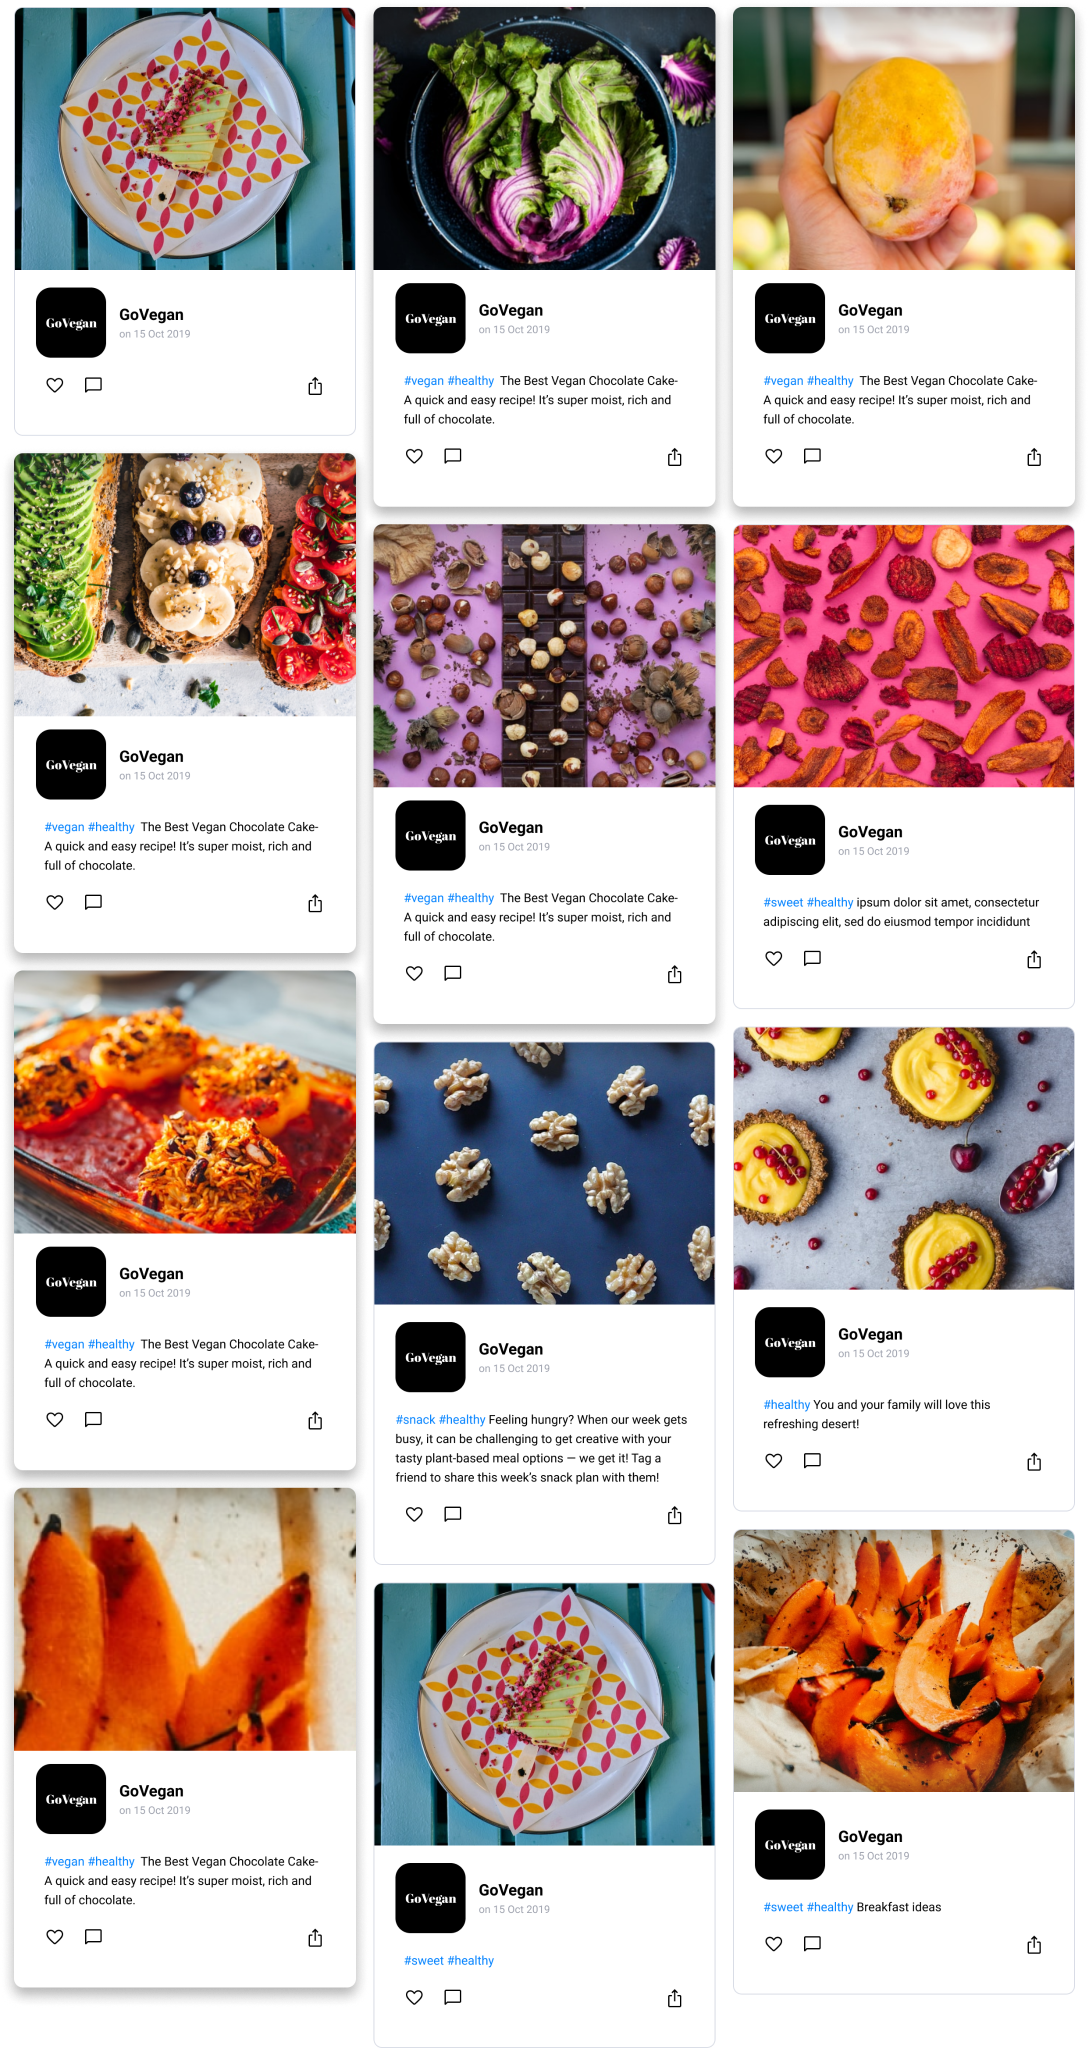 GoVegan
GoVegan
on 15 Oct 2019
GoVegan
GoVegan
on 15 Oct 2019
#vegan #healthy The Best Vegan Chocolate Cake-
A quick and easy recipe! It’s super moist, rich and
full of chocolate.
GoVegan
GoVegan
on 15 Oct 2019
#vegan #healthy The Best Vegan Chocolate Cake-
A quick and easy recipe! It’s super moist, rich and
full of chocolate.
GoVegan
GoVegan
on 15 Oct 2019
#vegan #healthy The Best Vegan Chocolate Cake-
A quick and easy recipe! It’s super moist, rich and
full of chocolate.
GoVegan
GoVegan
on 15 Oct 2019
#vegan #healthy The Best Vegan Chocolate Cake-
A quick and easy recipe! It’s super moist, rich and
full of chocolate.
GoVegan
GoVegan
on 15 Oct 2019
#vegan #healthy The Best Vegan Chocolate Cake-
A quick and easy recipe! It’s super moist, rich and
full of chocolate.
GoVegan
GoVegan
on 15 Oct 2019
#snack #healthy Feeling hungry? When our week gets
busy, it can be challenging to get creative with your
tasty plant-based meal options — we get it! Tag a
friend to share this week’s snack plan with them!
GoVegan
GoVegan
on 15 Oct 2019
#sweet #healthy
GoVegan
GoVegan
on 15 Oct 2019
#vegan #healthy The Best Vegan Chocolate Cake-
A quick and easy recipe! It’s super moist, rich and
full of chocolate.
GoVegan
GoVegan
on 15 Oct 2019
#sweet #healthy ipsum dolor sit amet, consectetur
adipiscing elit, sed do eiusmod tempor incididunt
GoVegan
GoVegan
on 15 Oct 2019
#healthy You and your family will love this
refreshing desert!
GoVegan
GoVegan
on 15 Oct 2019
#sweet #healthy Breakfast ideas